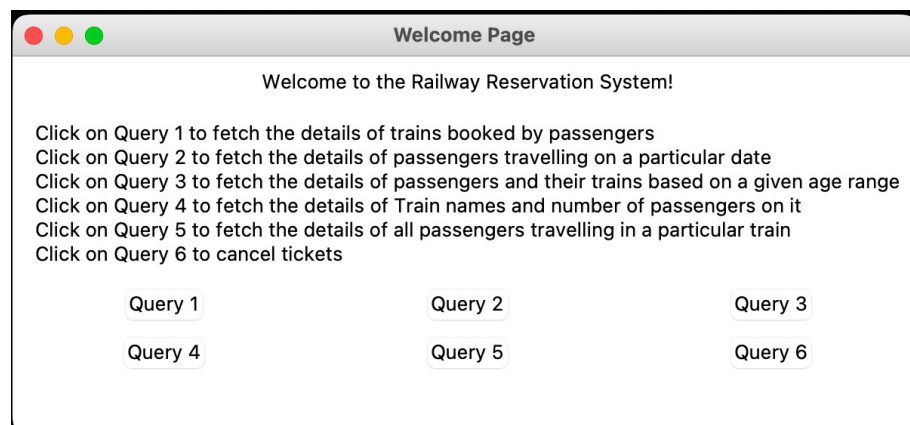 Welcome Page
Welcome to the Railway Reservation System!
Click on Query 1 to fetch the details of trains booked by passengers
Click on Query 2 to fetch the details of passengers travelling on a particular date
Click on Query 3 to fetch the details of passengers and their trains based on a given age range
Click on Query 4 to fetch the details of Train names and number of passengers on it
Click on Query 5 to fetch the details of all passengers travelling in a particular train
Click on Query 6 to cancel tickets
Query 1 Query 2 Query 3
Query 4 Query 5 Query 6